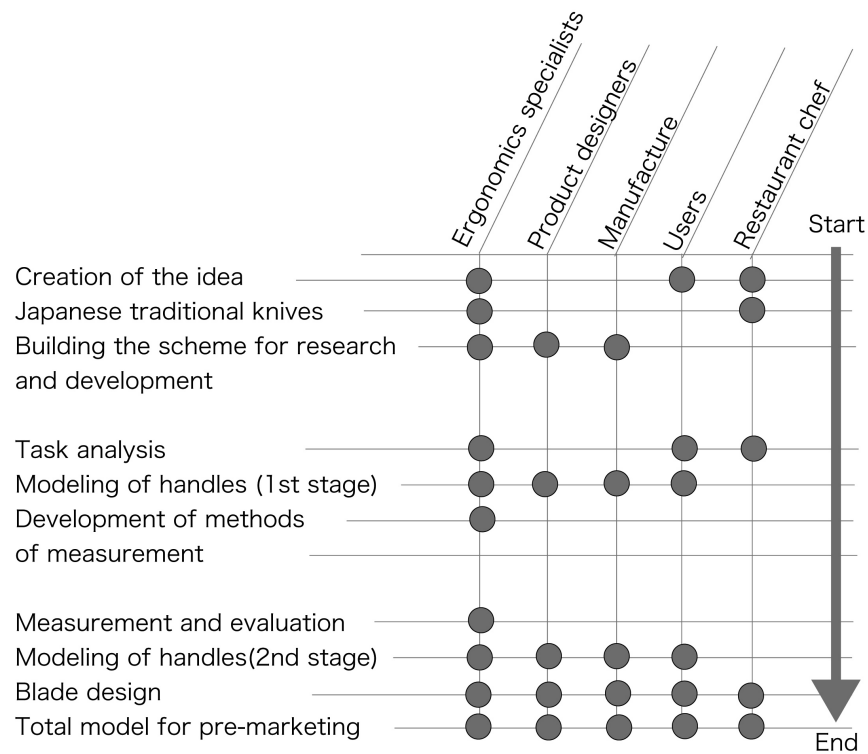 Ergonomics specialists
Product designers
Manufacture
Users
Restaurant chef
Start
Creation of the idea
Japanese traditional knives
Building the scheme for research
and development
Task analysis
Modeling of handles (1st stage)
Development of methods
of measurement
Measurement and evaluation
Modeling of handles(2nd stage)
Blade design
Total model for pre-marketing
End